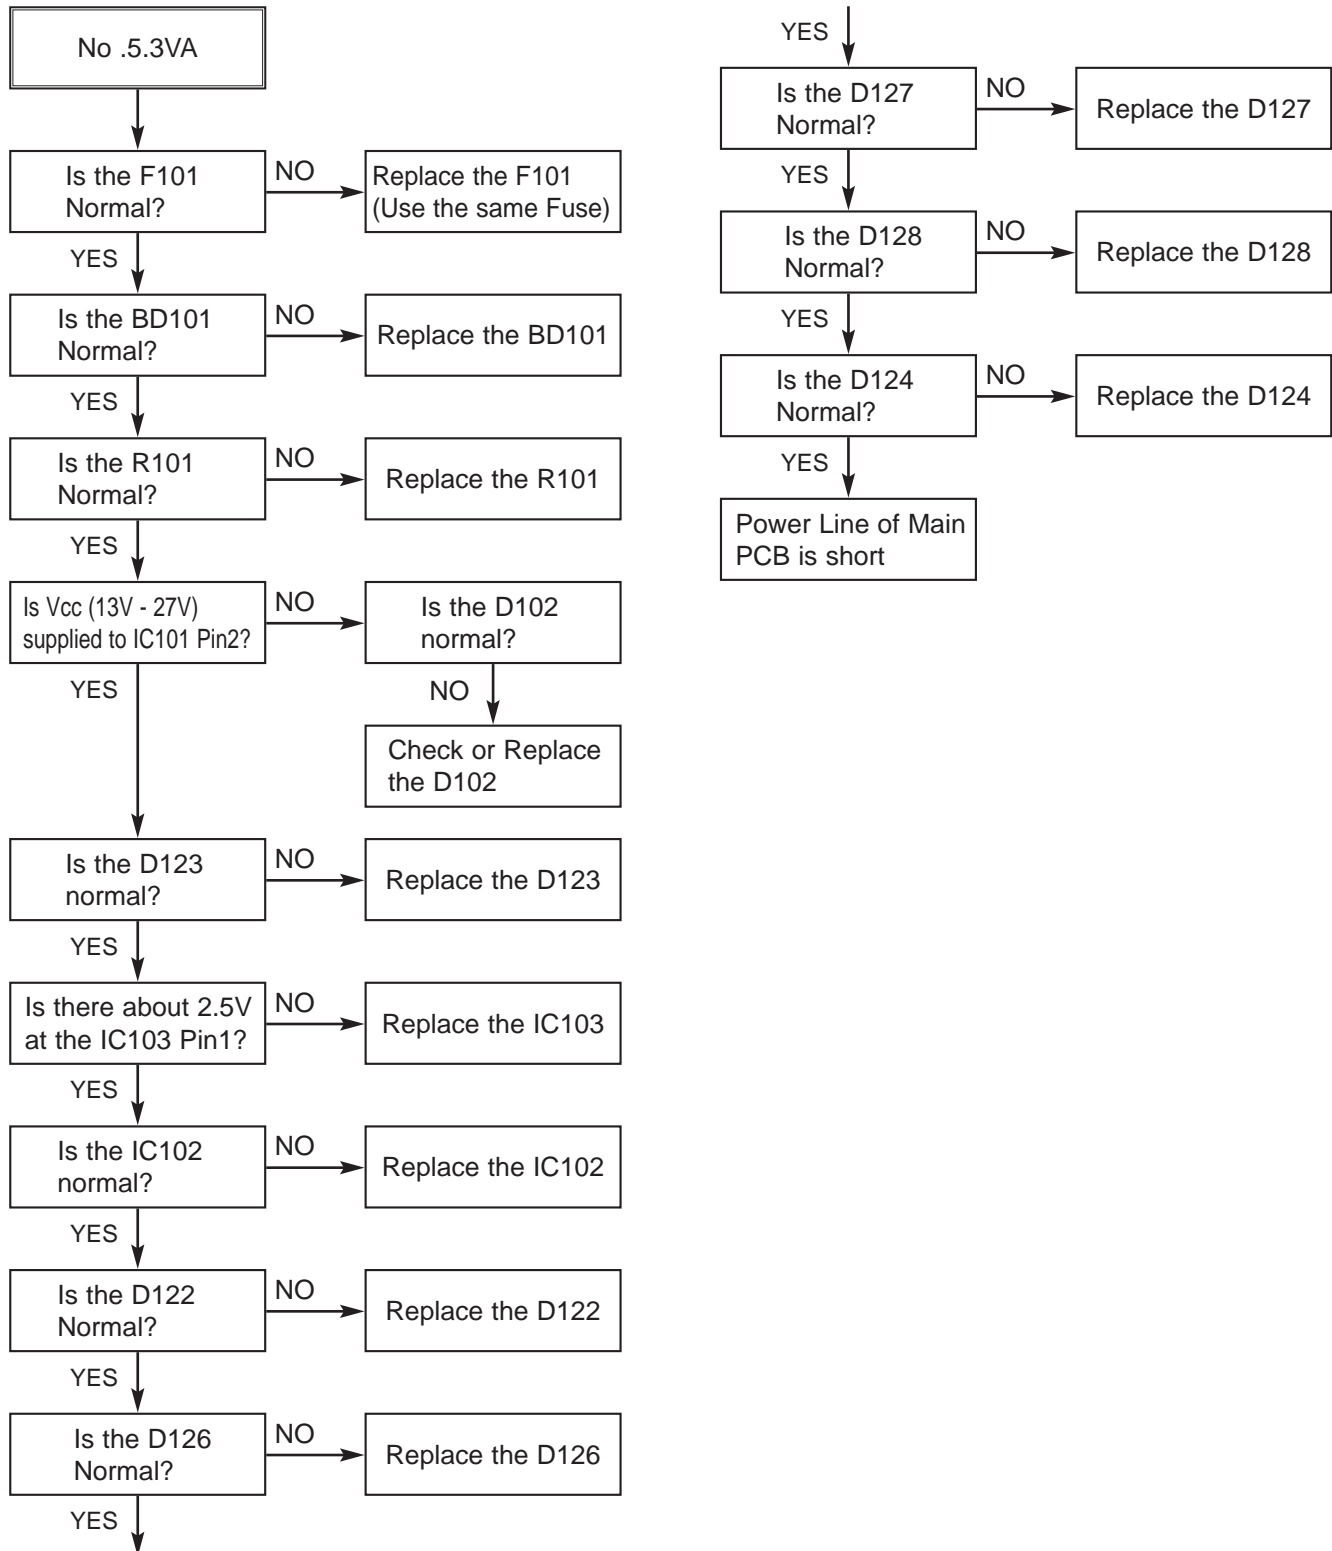 No .5.3VA
Is the F101
Normal?
NO
Replace the F101
(Use the same Fuse)
YES
Is the BD101
Normal?
NO
Replace the BD101
YES
Is the R101
Normal?
NO
Replace the R101
YES
Is Vcc (13V - 27V)
supplied to IC101 Pin2?
NO
Is the D102
normal?
NO
Check or Replace
the D102
YES
Is the D123
normal?
NO
Replace the D123
YES
Is there about 2.5V
at the IC103 Pin1?
NO
Replace the IC103
YES
Is the IC102
normal?
NO
Replace the IC102
YES
Is the D122
Normal?
NO
Replace the D122
YES
Is the D126
Normal?
NO
Replace the D126
YES
YES
Is the D127
Normal?
NO
Replace the D127
YES
Is the D128
Normal?
NO
Replace the D128
YES
Is the D124
Normal?
NO
Replace the D124
YES
Power Line of Main
PCB is short